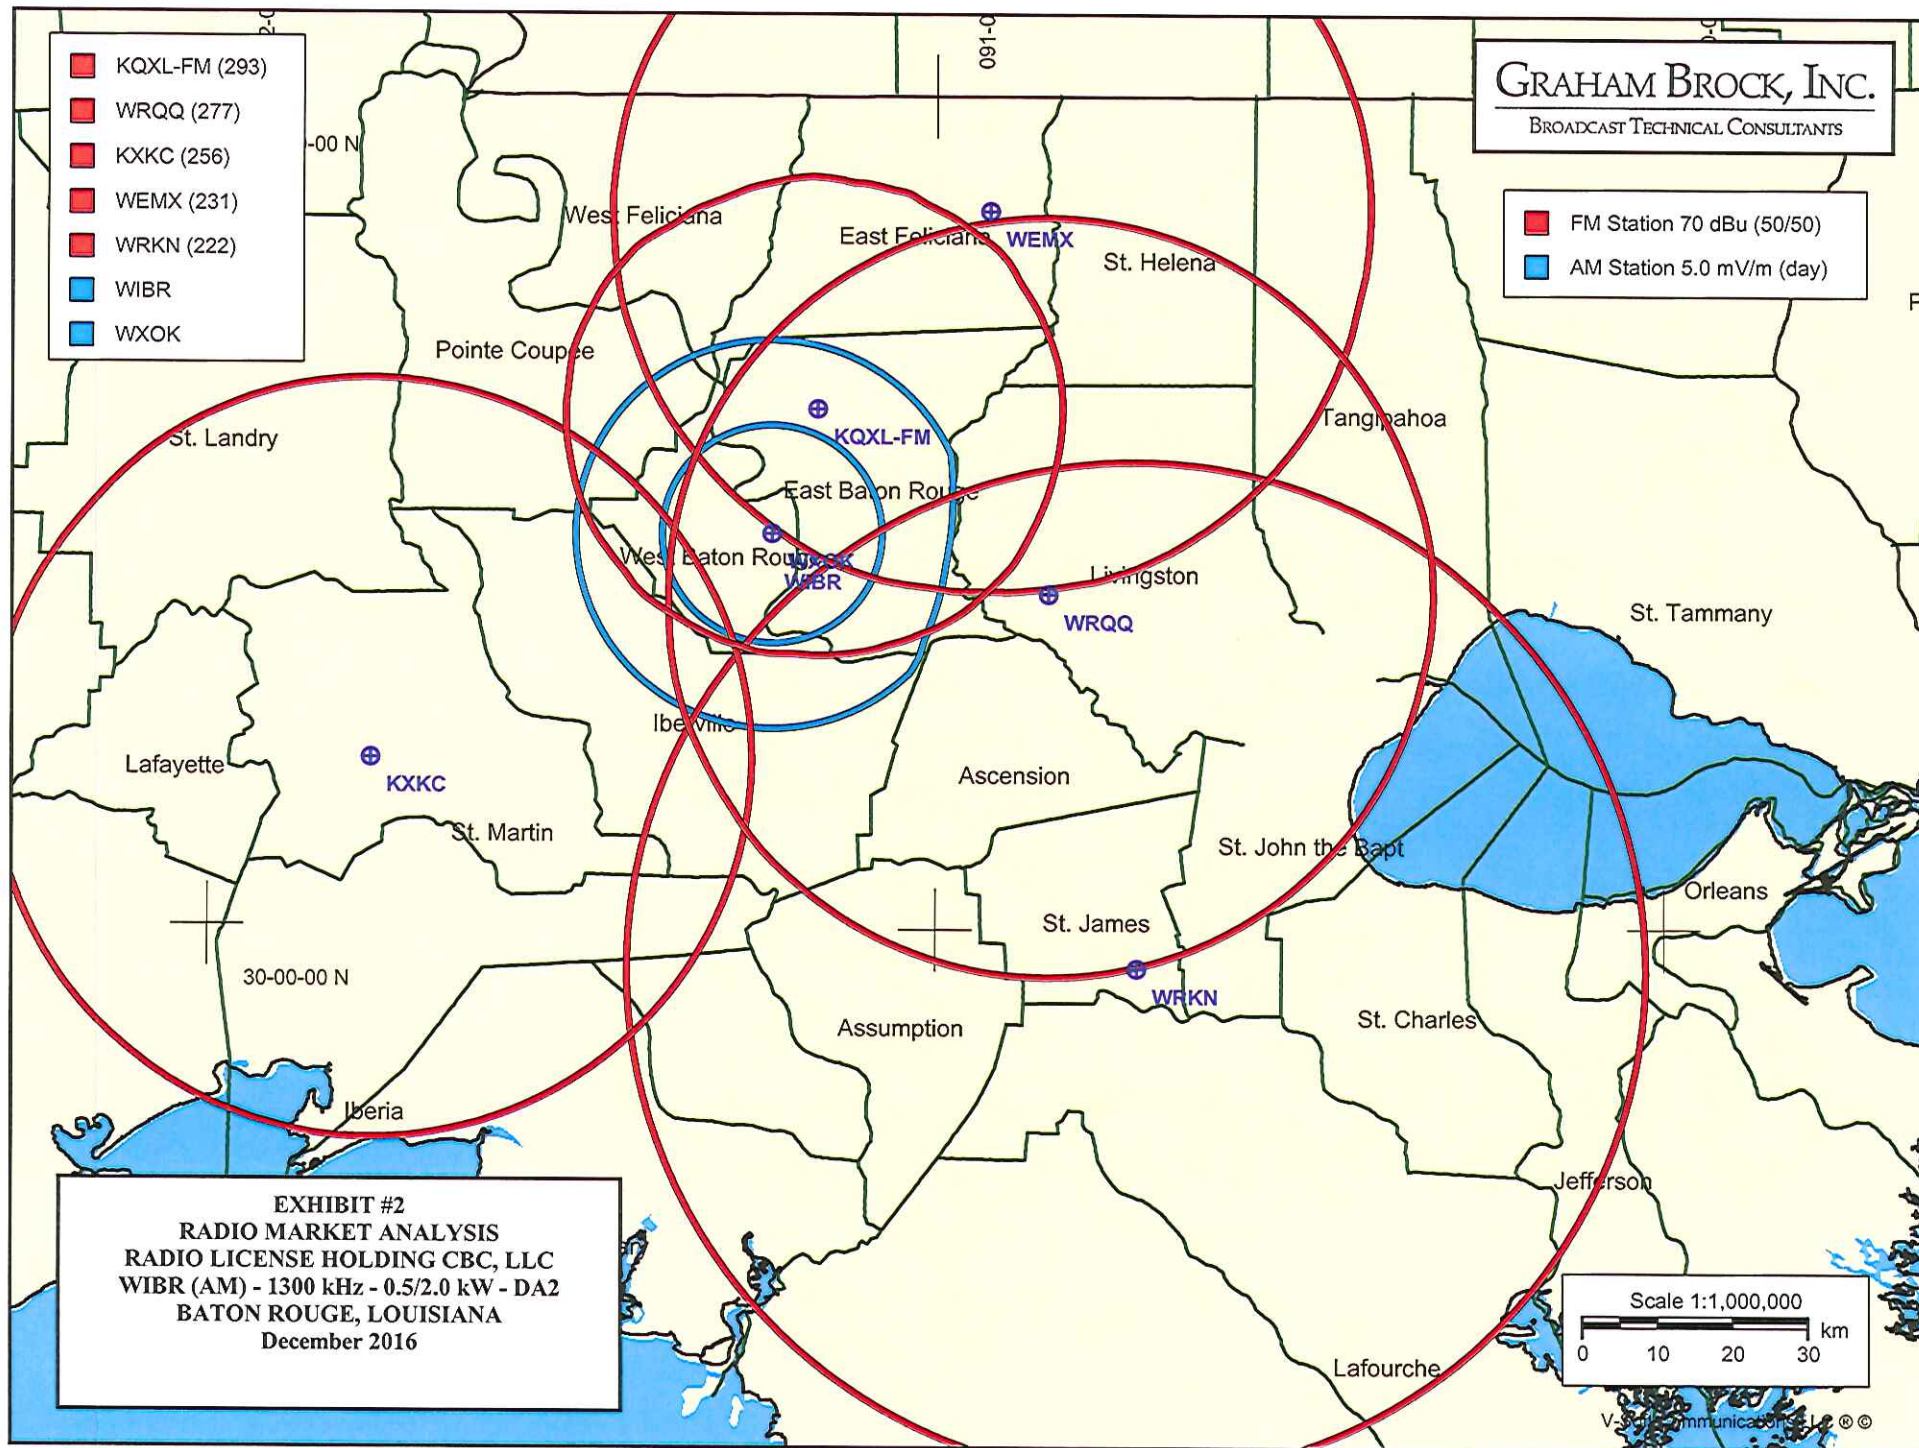 KQXL-FM (293)
WRQQ (277)
KXKC (256)
WEMX (231)
WRKN (222)
WIBR
WXOK
-00 N
091-0
GRAHAM BROCK, INC.
BROADCAST TECHNICAL CONSULTANTS
FM Station 70 dBu (50/50)
AM Station 5.0 mV/m (day)
West Feliciana
East Feliciana
WEMX
St. Helena
Pointe Coupee
St. Landry
KQXL-FM
Tangipahoa
East Baton Rouge
West Baton Rouge
WXOK
WIBR
Livingston
WRQQ
St. Tammany
Iberville
Lafayette
KXKC
Ascension
St. Martin
St. John the Bapt
Orleans
St. James
30-00-00 N
WRKN
Assumption
St. Charles
Iberia
Jefferson
EXHIBIT #2
RADIO MARKET ANALYSIS
RADIO LICENSE HOLDING CBC, LLC
WIBR (AM) - 1300 kHz - 0.5/2.0 kW - DA2
BATON ROUGE, LOUISIANA
December 2016
Scale 1:1,000,000
km
0 10 20 30
Lafourche